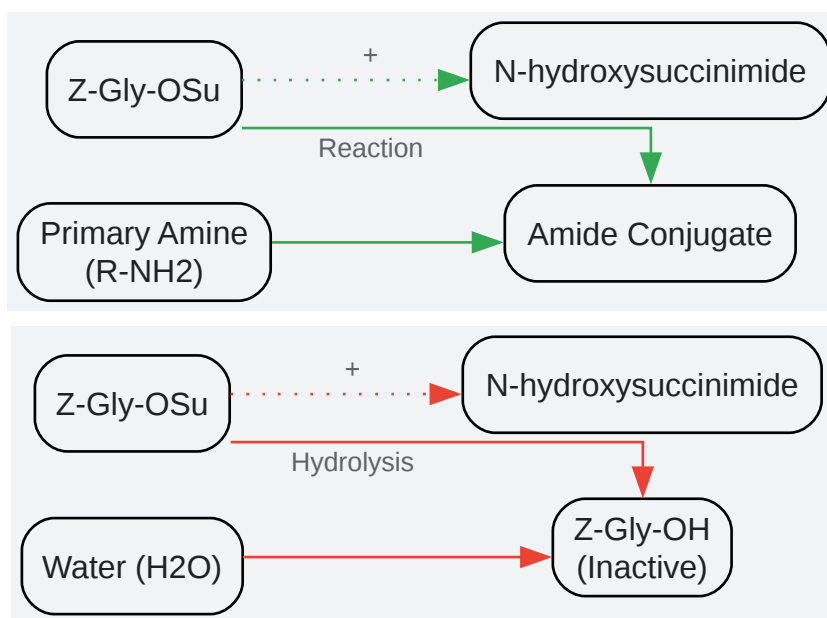 +
Z-Gly-OSu
N-hydroxysuccinimide
Reaction
Primary Amine
(R-NH2)
Amide Conjugate
+
Z-Gly-OSu
N-hydroxysuccinimide
Hydrolysis
Water (H2O)
Z-Gly-OH
(Inactive)